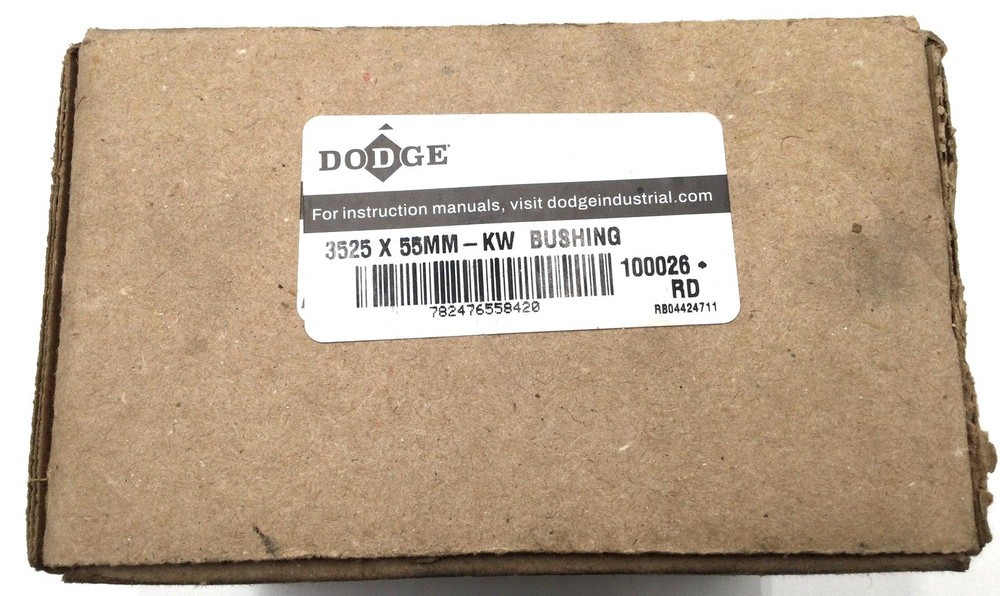 DODGE
For instruction manuals, visit dodgeindustrial.com
3525 X 55MM-KW BUSHING
100026 •
RD
782476558420
RB04424711